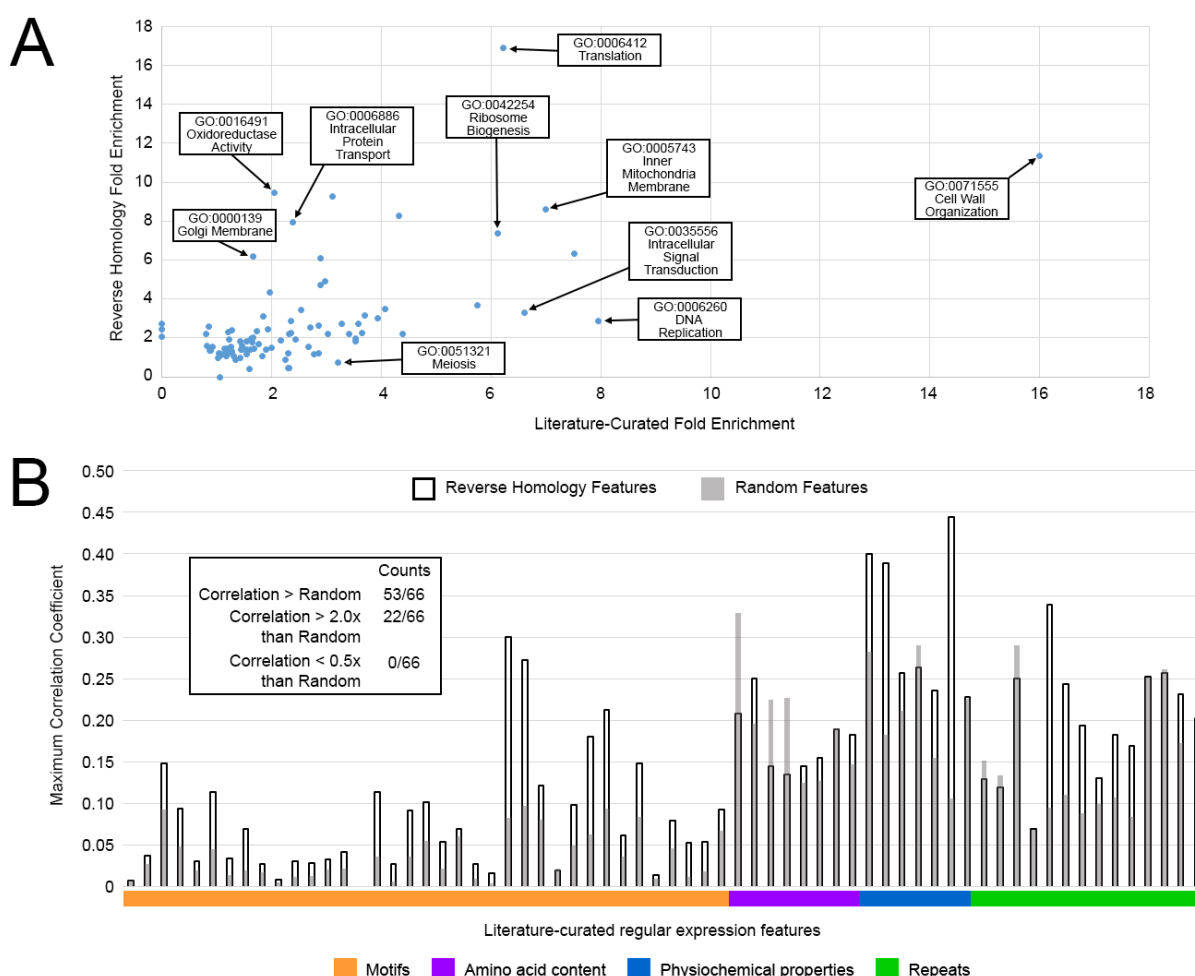 A
Reverse Homology Fold Enrichment
18
16
14
12
10
8
6
4
2
0
GO:0006412
Translation
GO:0042254
Ribosome
Biogenesis
GO:0016491
Oxidoreductase
Activity
GO:0006886
Intracellular
Protein
Transport
GO:0005743
Inner
Mitochondria
Membrane
GO:0071555
Cell Wall
Organization
GO:0000139
Golgi Membrane
GO:0035556
Intracellular
Signal
Transduction
GO:0006260
DNA
Replication
GO:0051321
Meiosis
0 2 4 6 8 10 12 14 16 18
Literature-Curated Fold Enrichment
B
Maximum Correlation Coefficient
0.50
0.45
0.40
0.35
0.30
0.25
0.20
0.15
0.10
0.05
0
Reverse Homology Features Random Features
Counts
Correlation > Random 53/66
Correlation > 2.0x 22/66
than Random
Correlation < 0.5x 0/66
than Random
Literature-curated regular expression features
Motifs Amino acid content Physiochemical properties Repeats